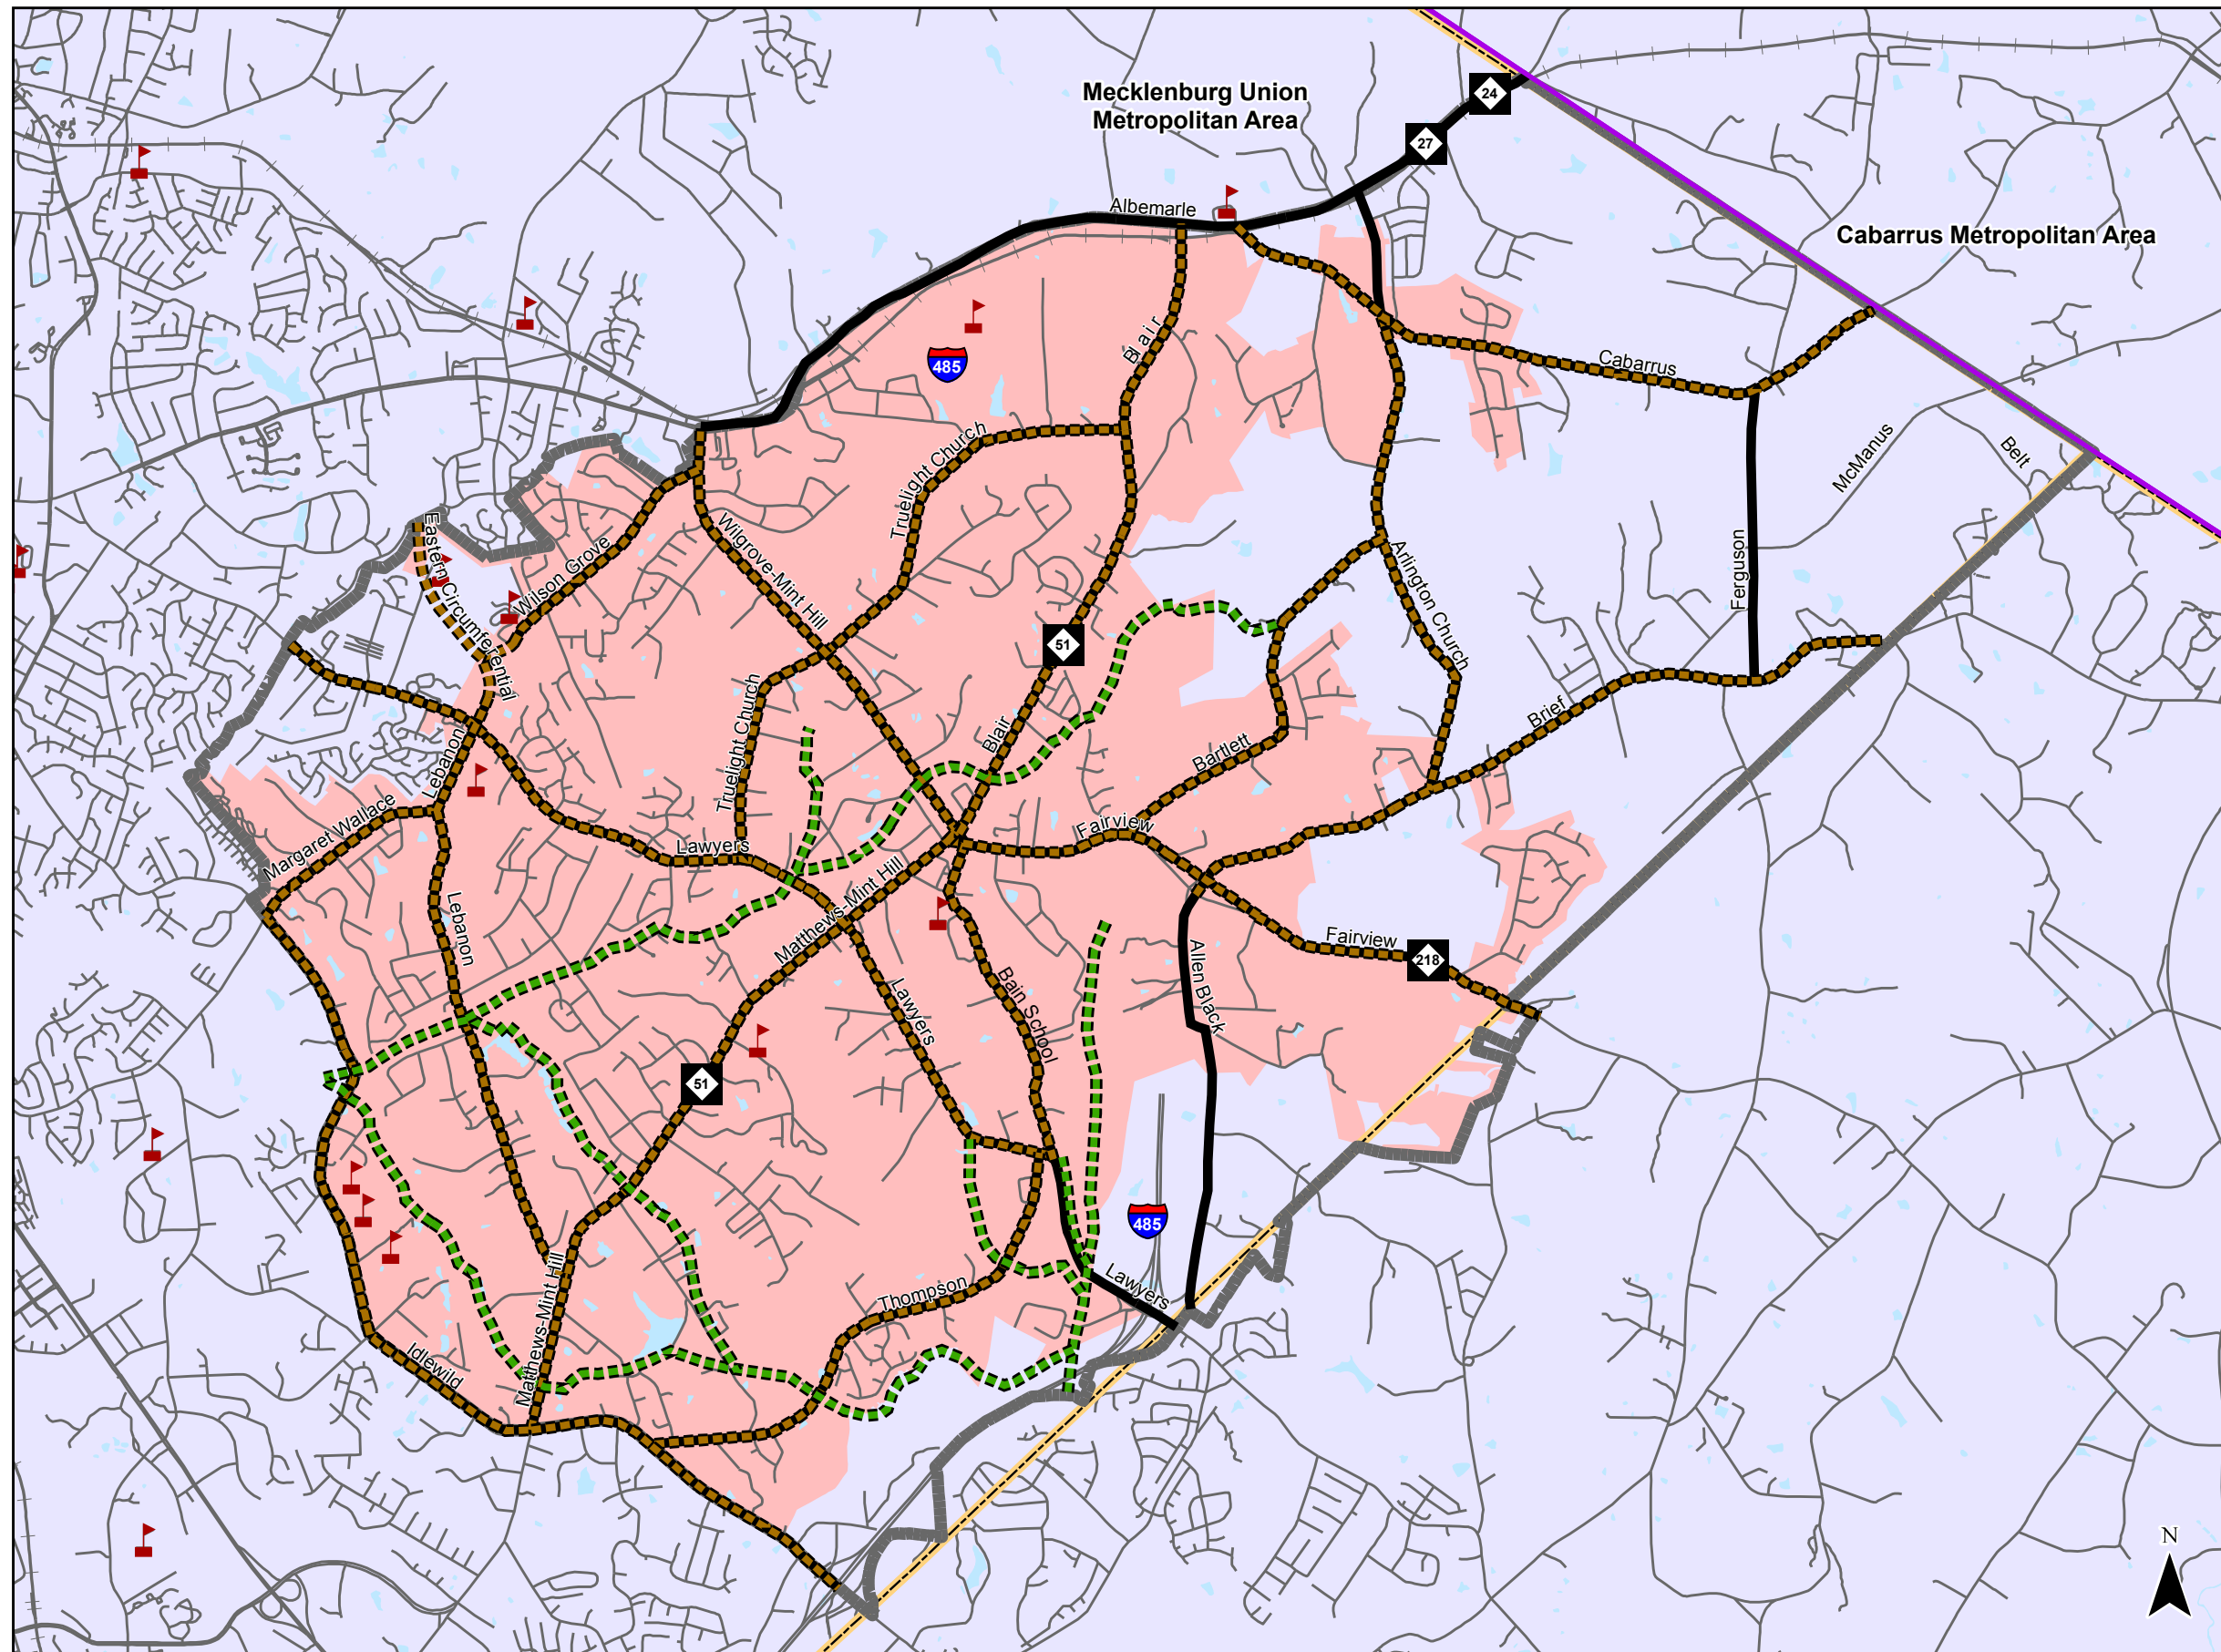 24
Mecklenburg Union
Metropolitan Area
27
Albemarle
Cabarrus Metropolitan Area
Blair
485
Cabarrus
Truelight Church
McManus
Belt
Eastern Circumferential
Wilson Grove
Wilgrove-Mint Hill
Arlington Church
Ferguson
51
Truelight Church
Blair
Lebanon
Bartlett
Brief
Margaret Wallace
Lawyers
Fairview
Matthews-Mint Hill
Lebanon
Fairview
218
Allen Black
Lawyers
Bain School
51
485
Lawyers
Thompson
Matthews-Mint Hill
Idlewild
N